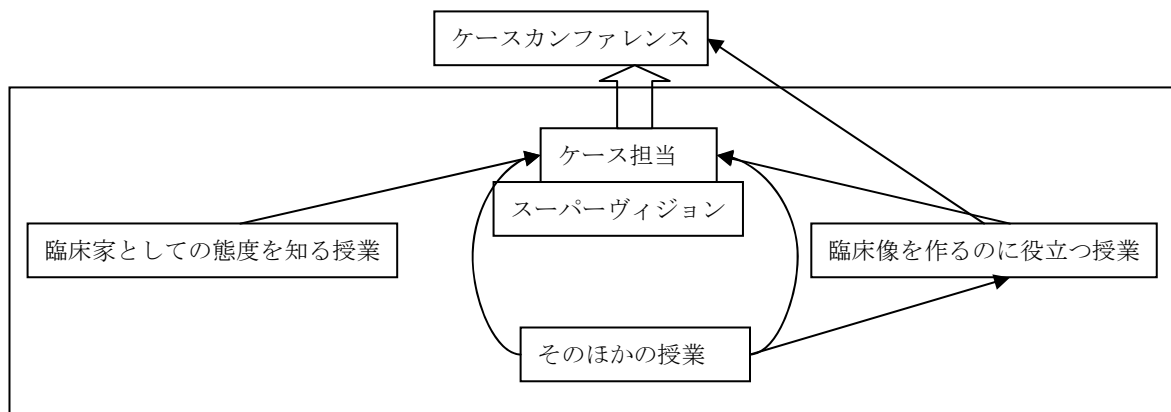 ケースカンファレンス
ケース担当
スーパーヴィジョン
臨床家としての態度を知る授業
臨床像を作るのに役立つ授業
そのほかの授業